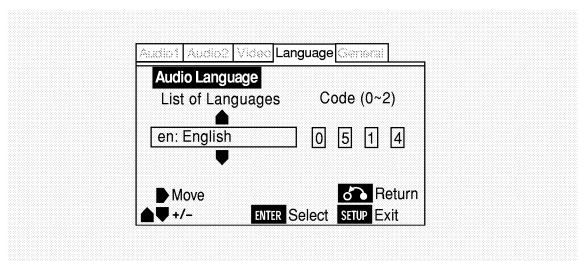 Audio1 Audio2 Video Language General
Audio Language
List of Languages Code (0~2)
en: English 0 5 1 4
Move Return
+/– ENTER Select SETUP Exit